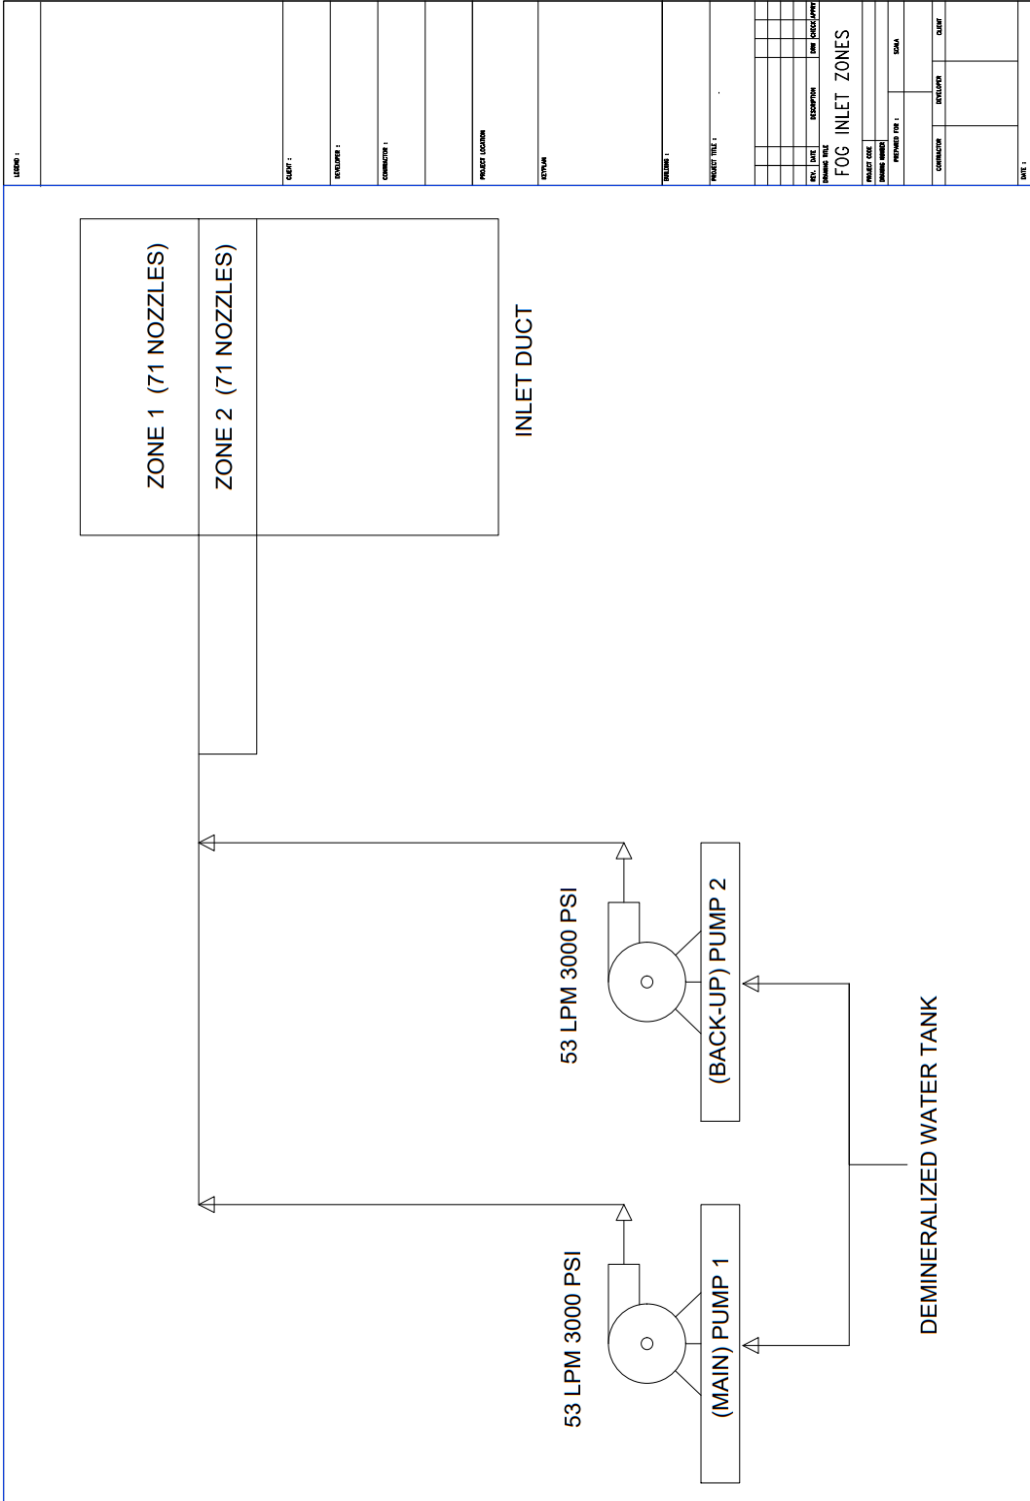 ZONE 1  (71 NOZZLES)
ZONE 2  (71 NOZZLES)
INLET DUCT
53 LPM 3000 PSI
(MAIN) PUMP 1
53 LPM 3000 PSI
(BACK-UP) PUMP 2
DEMINERALIZED WATER TANK
LEGEND :
CLIENT :
DEVELOPER :
CONTRACTOR :
PROJECT LOCATION
KEYPLAN
BUILDING :
PROJECT TITLE :
REV. DATE DESCRIPTION DRW CHECK APPRV
DRAWING TITLE
FOG INLET ZONES
PROJECT CODE
DRAWING NUMBER
PREPARED FOR : SCALA
CONTRACTOR DEVELOPER CLIENT
DATE :